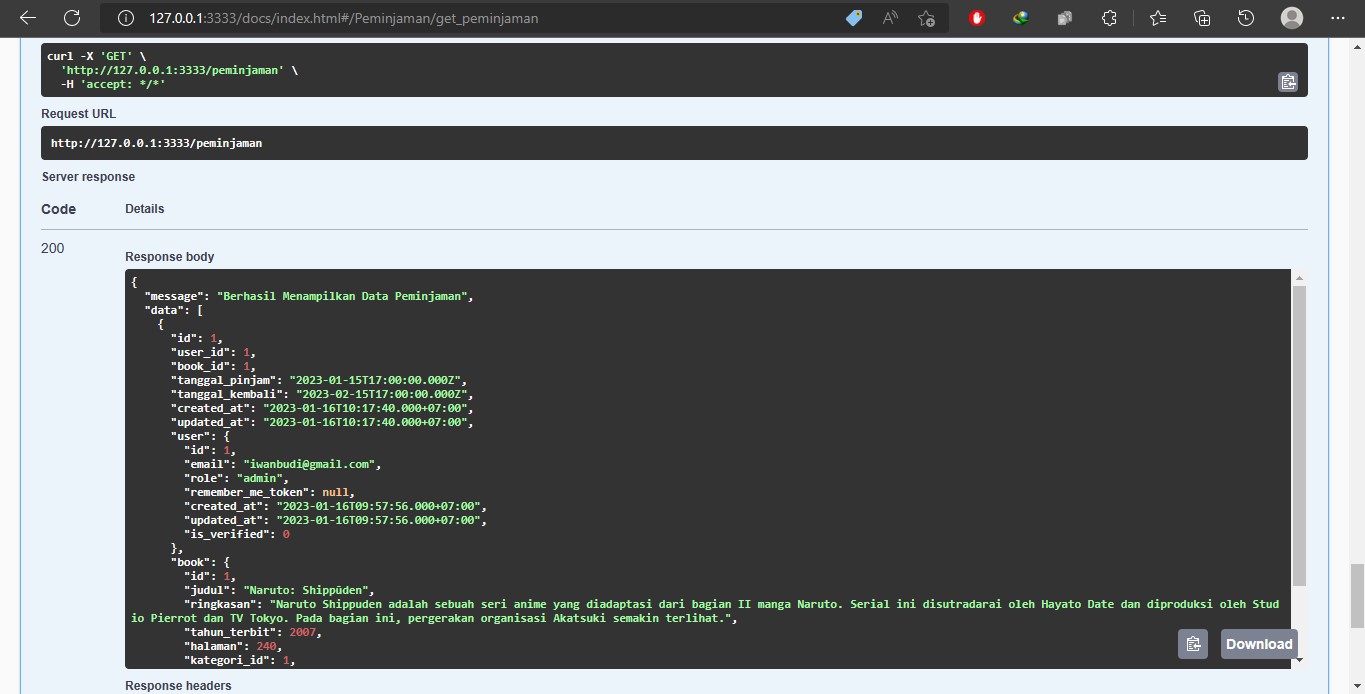 127.0.0.1:3333/docs/index.html#/Peminjaman/get_peminjaman
curl -X 'GET' \
  'http://127.0.0.1:3333/peminjaman' \
  -H 'accept: */*'
Request URL
http://127.0.0.1:3333/peminjaman
Server response
Code Details
200
Response body
{
  "message": "Berhasil Menampilkan Data Peminjaman",
  "data": [
    {
      "id": 1,
      "user_id": 1,
      "book_id": 1,
      "tanggal_pinjam": "2023-01-15T17:00:00.000Z",
      "tanggal_kembali": "2023-02-15T17:00:00.000Z",
      "created_at": "2023-01-16T10:17:40.000+07:00",
      "updated_at": "2023-01-16T10:17:40.000+07:00",
      "user": {
        "id": 1,
        "email": "iwanbudi@gmail.com",
        "role": "admin",
        "remember_me_token": null,
        "created_at": "2023-01-16T09:57:56.000+07:00",
        "updated_at": "2023-01-16T09:57:56.000+07:00",
        "is_verified": 0
      },
      "book": {
        "id": 1,
        "judul": "Naruto: Shippūden",
        "ringkasan": "Naruto Shippuden adalah sebuah seri anime yang diadaptasi dari bagian II manga Naruto. Serial ini disutradarai oleh Hayato Date dan diproduksi oleh Stud
io Pierrot dan TV Tokyo. Pada bagian ini, pergerakan organisasi Akatsuki semakin terlihat.",
        "tahun_terbit": 2007,
        "halaman": 240,
        "kategori_id": 1,
Download
Response headers